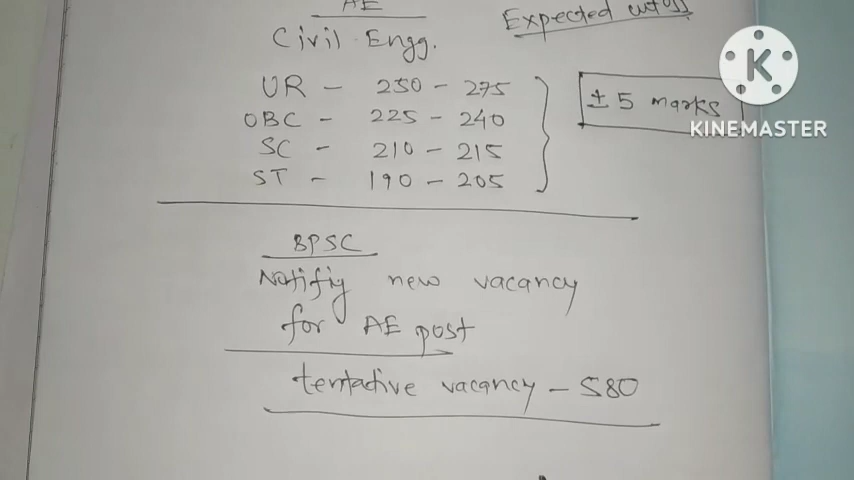 AE
Expected cutoff
Civil Engg.
UR - 250 - 275
OBC - 225 - 240
SC - 210 - 215
ST - 190 - 205
± 5 marks
KINEMASTER
BPSC
Notifiy new vacancy
for AE post
tentative vacancy - 580